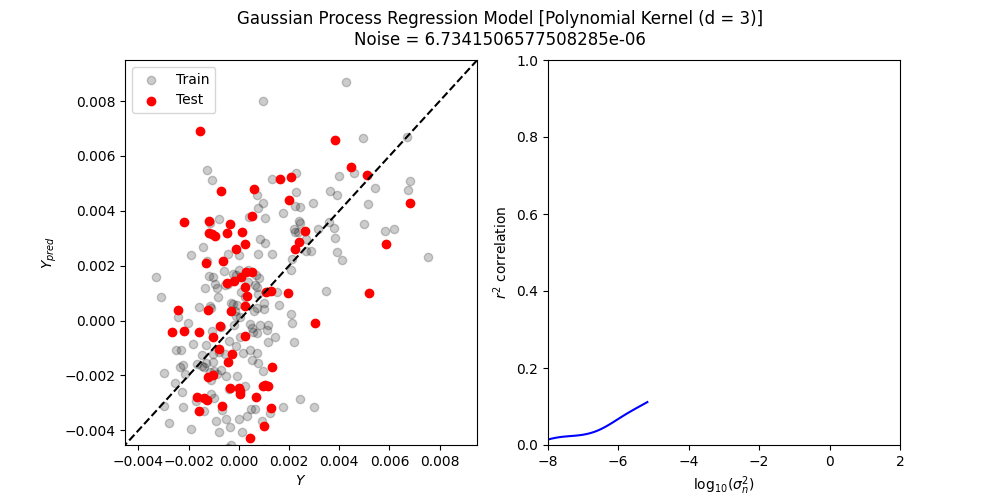 Gaussian Process Regression Model [Polynomial Kernel (d = 3)]
Noise = 6.7341506577508285e-06
Train
Test
0.008
0.006
0.004
0.002
0.000
−0.002
−0.004
Y_pred
−0.004 −0.002 0.000 0.002 0.004 0.006 0.008
Y
1.0
0.8
0.6
0.4
0.2
0.0
r² correlation
−8 −6 −4 −2 0 2
log₁₀(σₙ²)